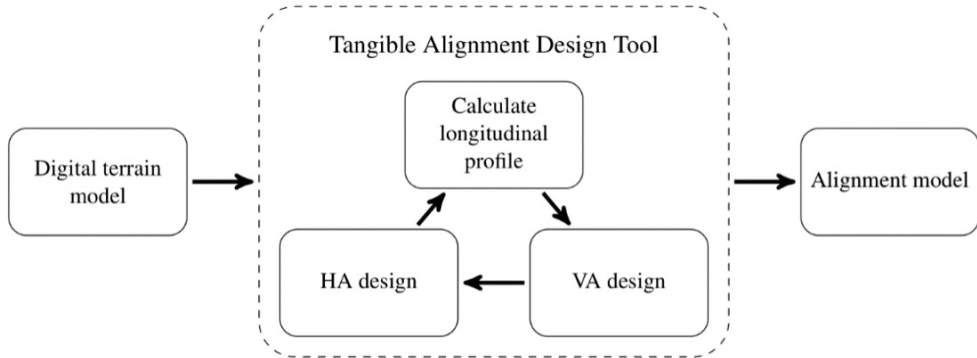 Tangible Alignment Design Tool
Calculate
longitudinal
profile
Digital terrain
model
Alignment model
HA design
VA design